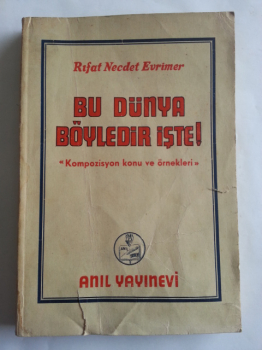 Rıfat Necdet Evrimer
BU DÜNYA
BÖYLEDİR İŞTE!
"Kompozisyon konu ve örnekleri"
ANIL YAYINEVİ